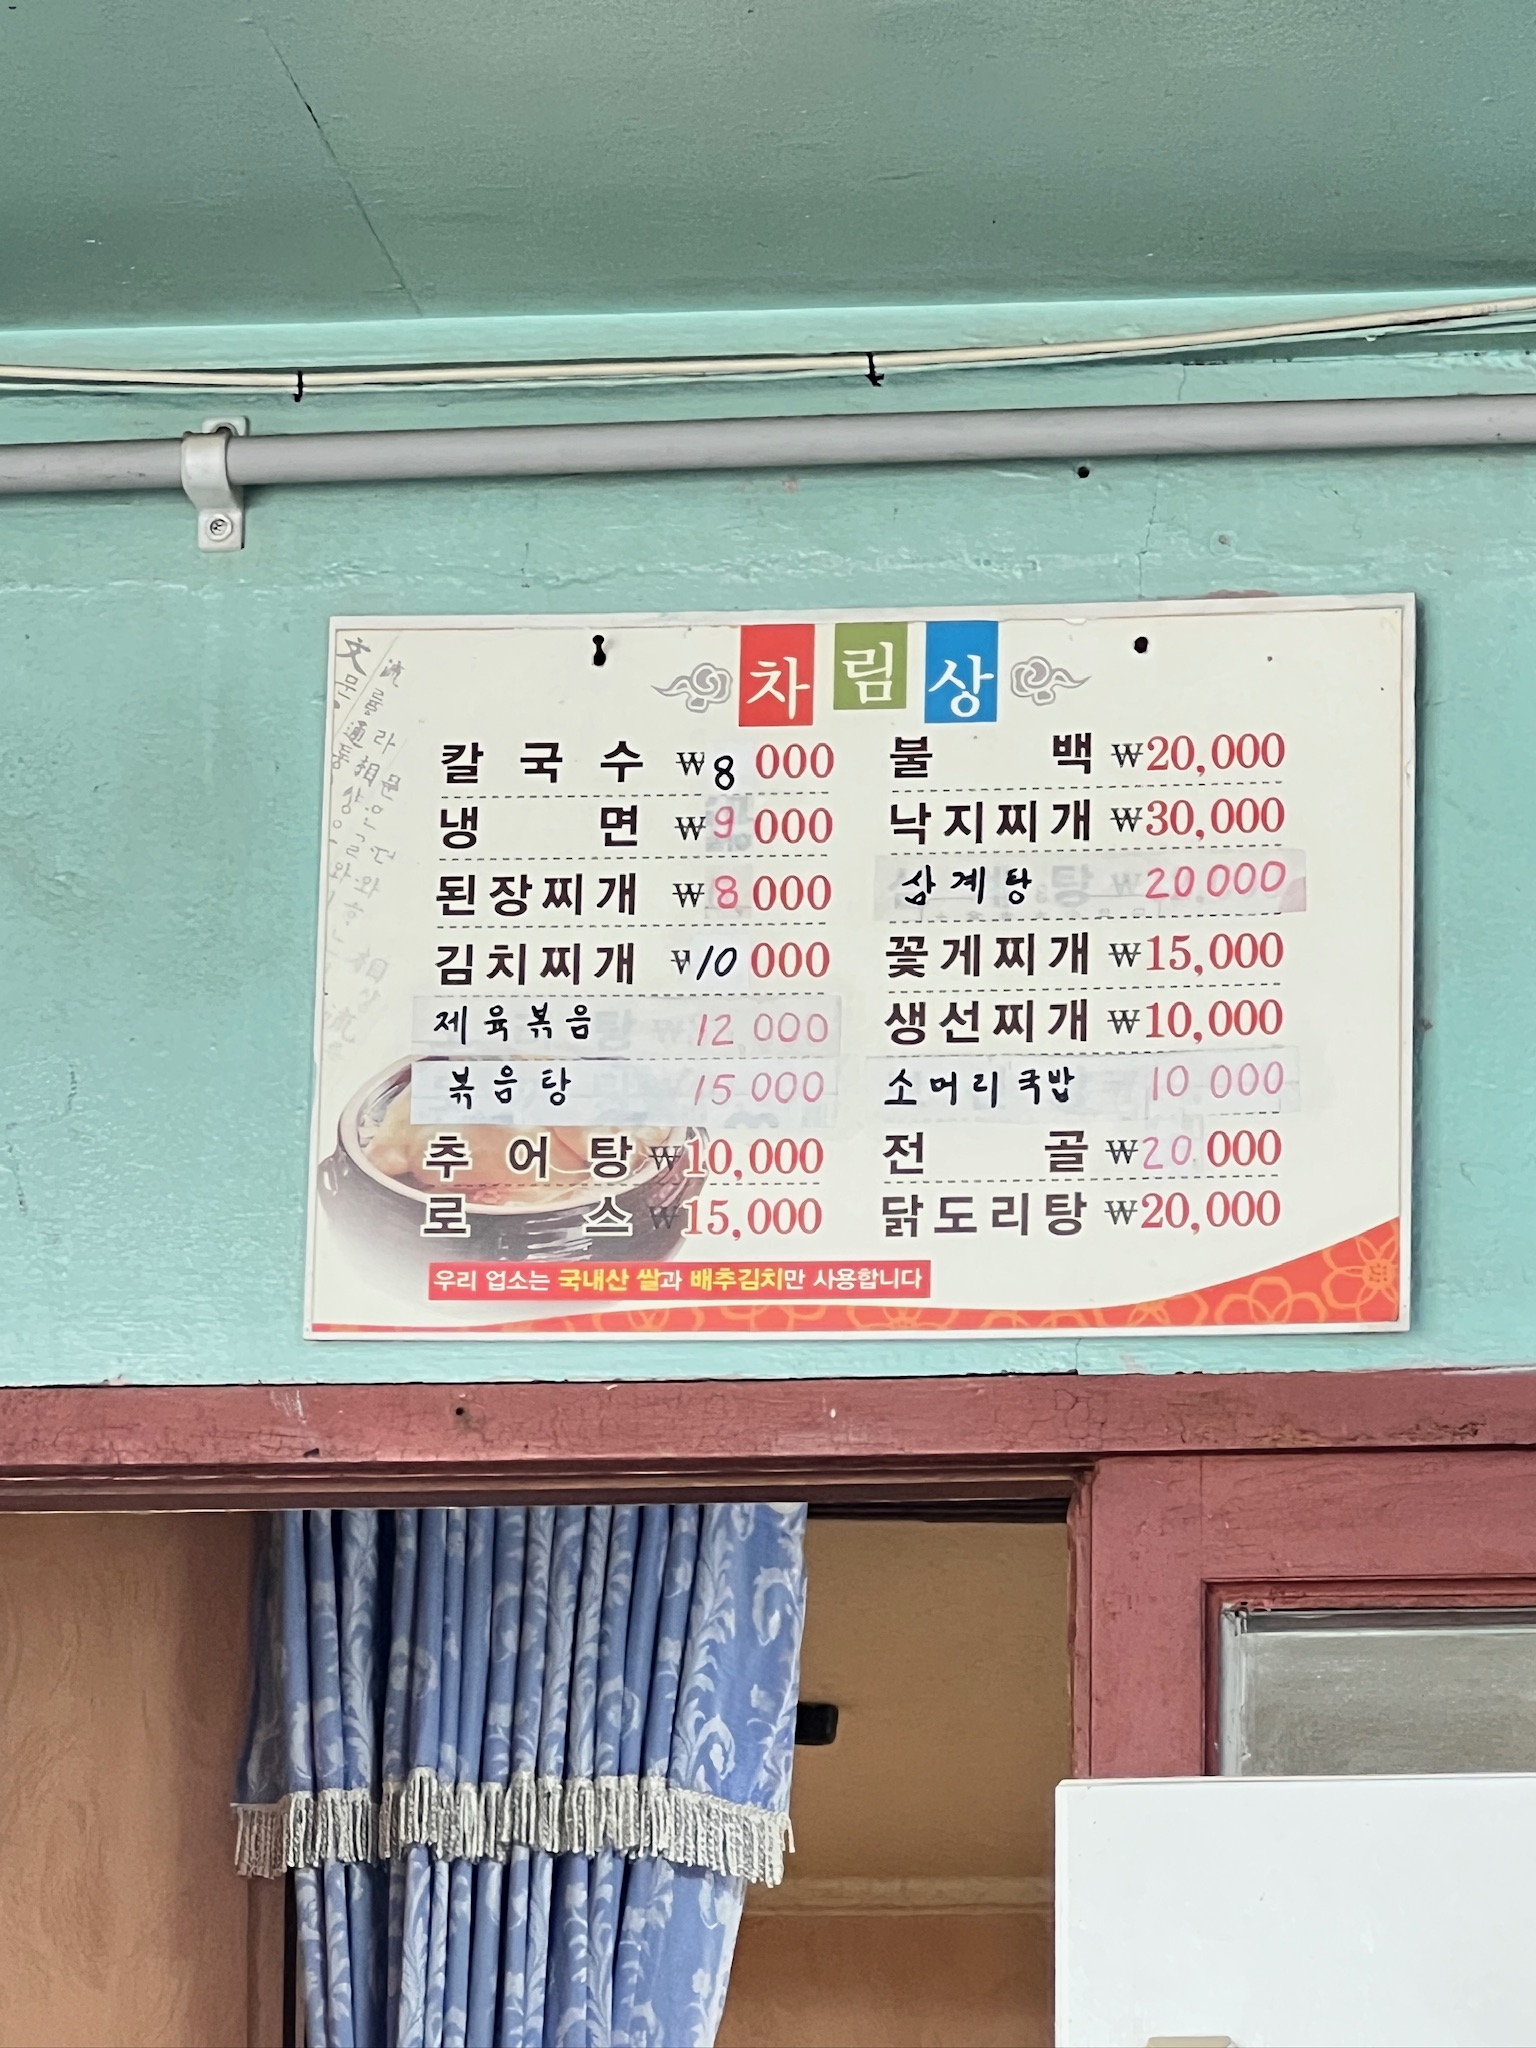 차림상
칼국수 ₩8 000
냉면 ₩9 000
된장찌개 ₩8 000
김치찌개 ₩10 000
제육볶음 12 000
볶음탕 15 000
추어탕 ₩10,000
로스 ₩15,000
불백 ₩20,000
낙지찌개 ₩30,000
삼계탕 20000
꽃게찌개 ₩15,000
생선찌개 ₩10,000
소머리국밥 10 000
전골 ₩20,000
닭도리탕 ₩20,000
우리 업소는 국내산 쌀과 배추김치만 사용합니다